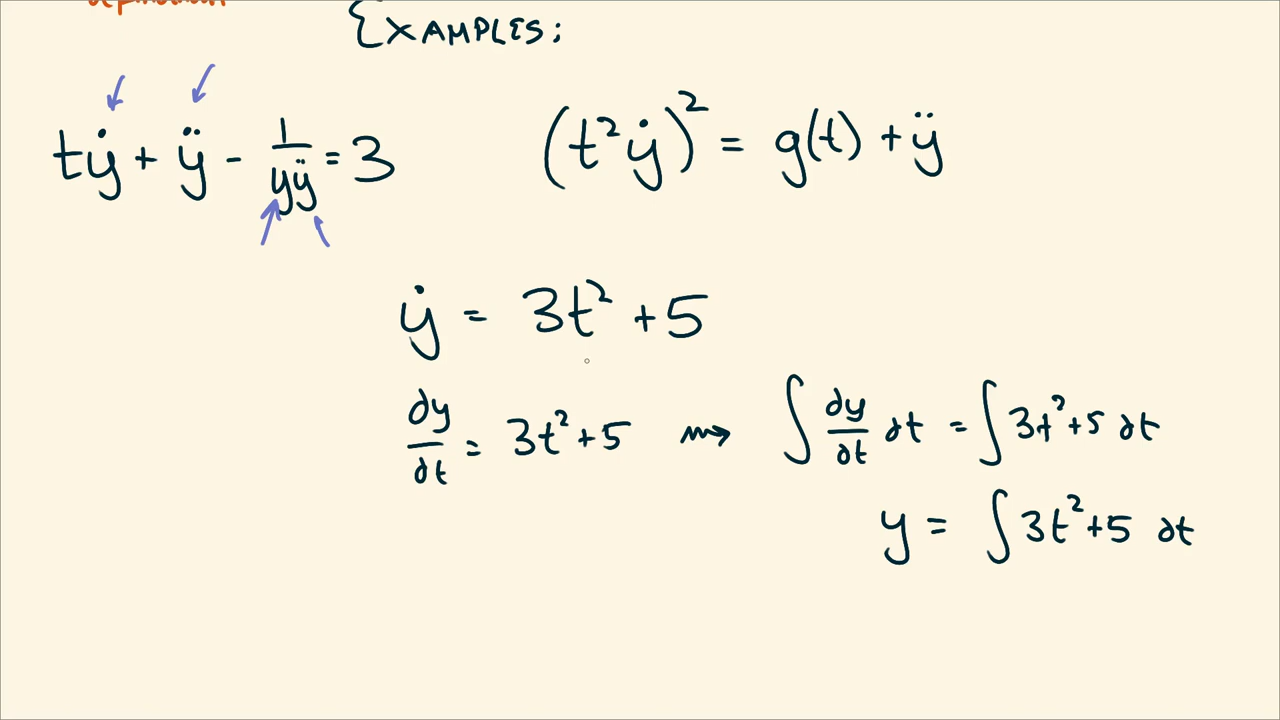 EXAMPLES:
tẏ + ÿ - 1/(yÿ) = 3
(t²ẏ)² = g(t) + ÿ
ẏ = 3t² + 5
dy/dt = 3t² + 5 ⇝ ∫ dy/dt dt = ∫ 3t² + 5 dt
y = ∫ 3t² + 5 dt